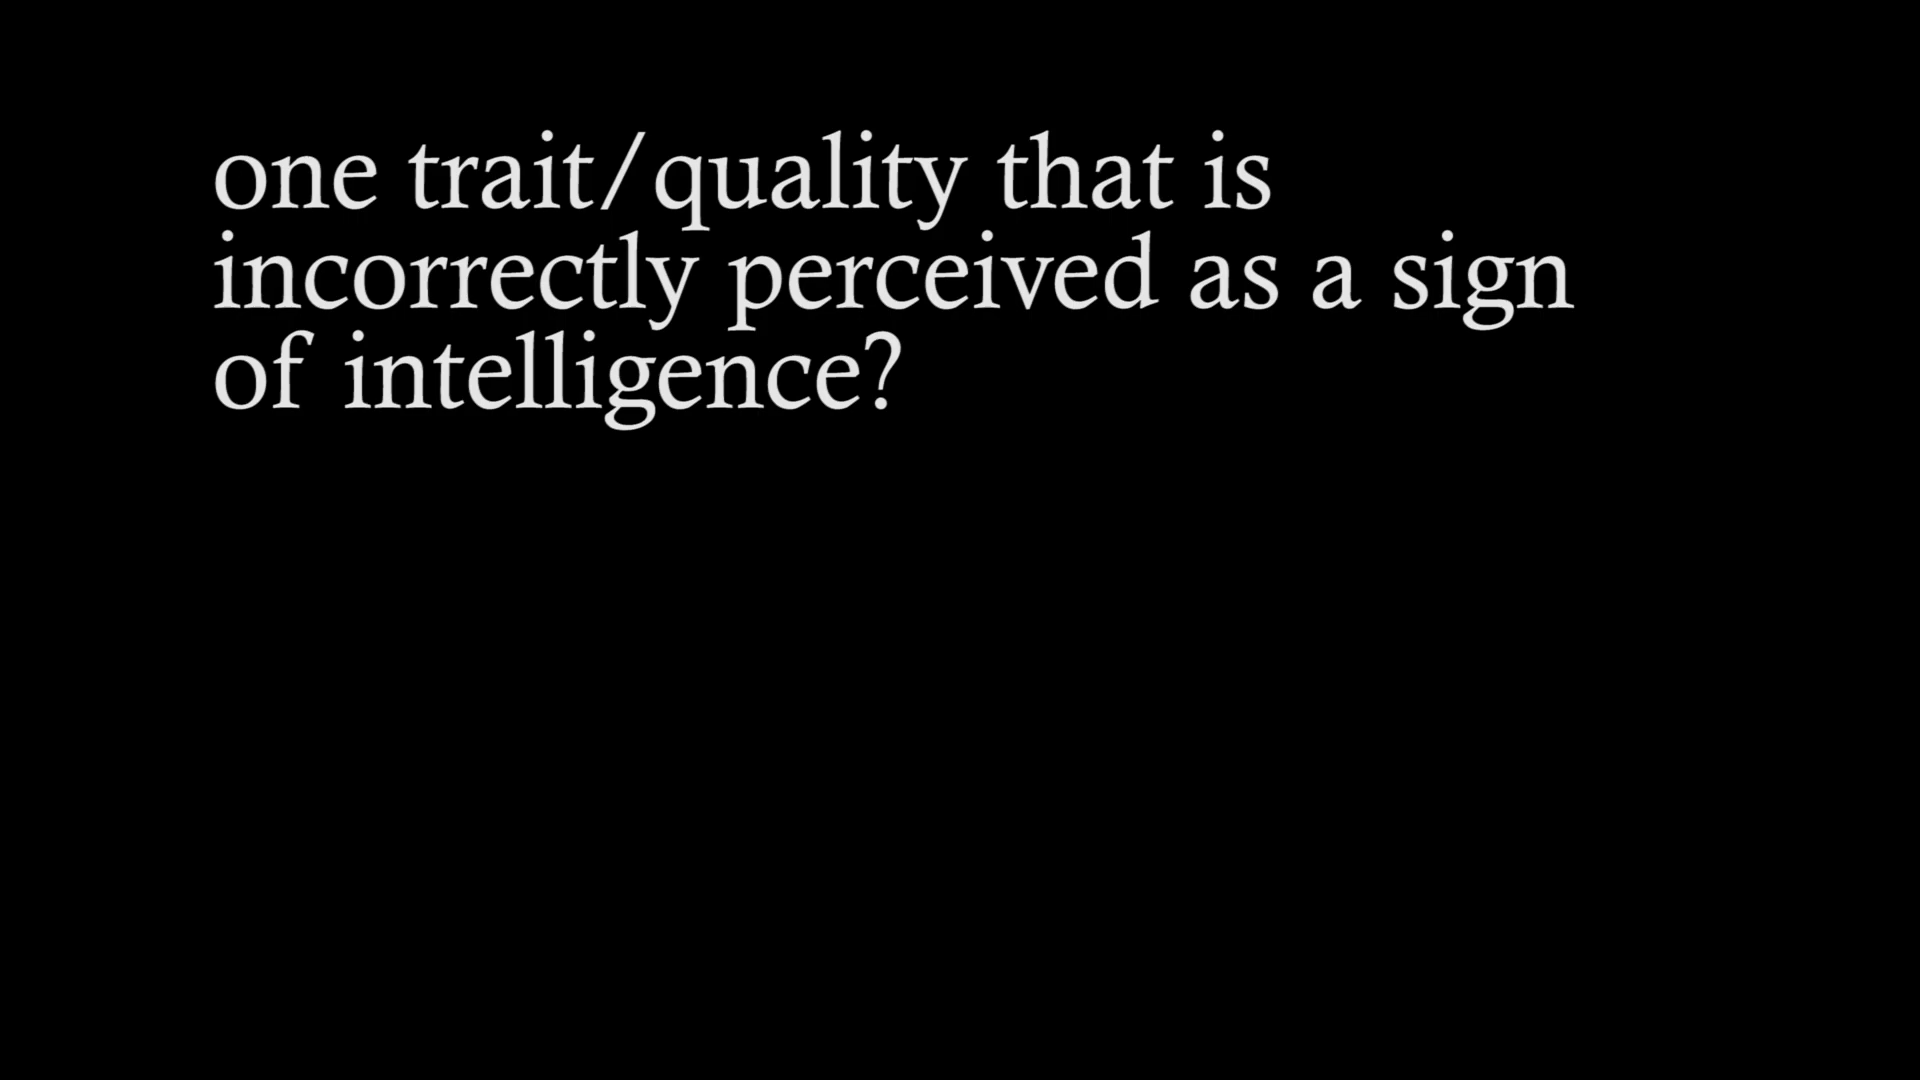 one trait/quality that is
incorrectly perceived as a sign
of intelligence?